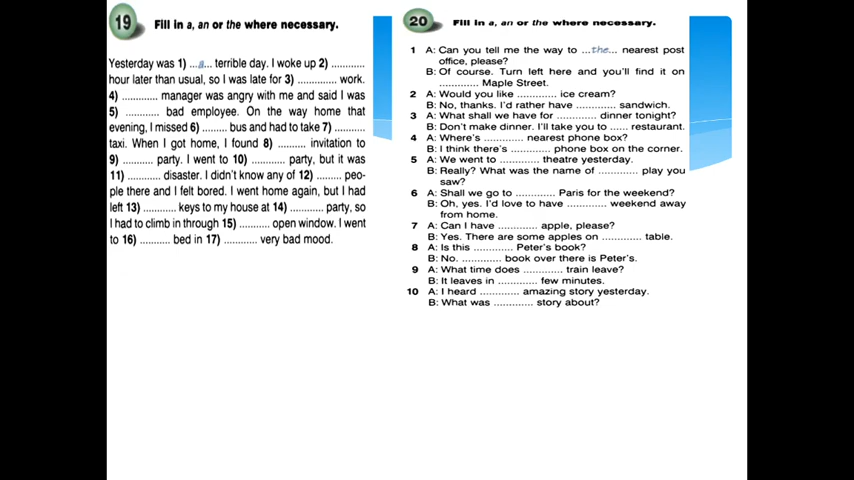 19 Fill in a, an or the where necessary.
Yesterday was 1) ...a... terrible day. I woke up 2) ...........
hour later than usual, so I was late for 3) ............. work.
4) ............ manager was angry with me and said I was
5) ........... bad employee. On the way home that
evening, I missed 6) ........ bus and had to take 7) ..........
taxi. When I got home, I found 8) .......... invitation to
9) .......... party. I went to 10) ........... party, but it was
11) ........... disaster. I didn't know any of 12) ........ peo-
ple there and I felt bored. I went home again, but I had
left 13) ........... keys to my house at 14) ........... party, so
I had to climb in through 15) .......... open window. I went
to 16) .......... bed in 17) ........... very bad mood.
20 Fill in a, an or the where necessary.
1 A: Can you tell me the way to ...the... nearest post
office, please?
B: Of course. Turn left here and you'll find it on
............ Maple Street.
2 A: Would you like ............ ice cream?
B: No, thanks. I'd rather have ............ sandwich.
3 A: What shall we have for ............ dinner tonight?
B: Don't make dinner. I'll take you to ...... restaurant.
4 A: Where's ............ nearest phone box?
B: I think there's ............ phone box on the corner.
5 A: We went to ............ theatre yesterday.
B: Really? What was the name of ............ play you
saw?
6 A: Shall we go to ............ Paris for the weekend?
B: Oh, yes. I'd love to have ............ weekend away
from home.
7 A: Can I have ............ apple, please?
B: Yes. There are some apples on ............ table.
8 A: Is this ............ Peter's book?
B: No. ............ book over there is Peter's.
9 A: What time does ............ train leave?
B: It leaves in ............ few minutes.
10 A: I heard ............ amazing story yesterday.
B: What was ............ story about?